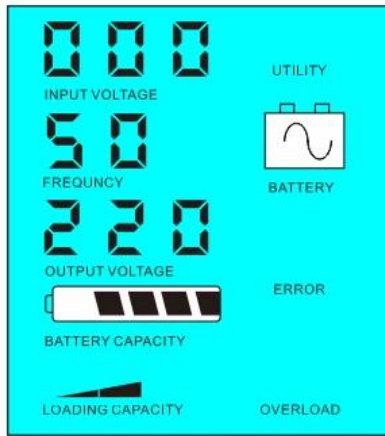 000
UTILITY
INPUT VOLTAGE
50
FREQUNCY
BATTERY
220
OUTPUT VOLTAGE
ERROR
BATTERY CAPACITY
LOADING CAPACITY
OVERLOAD